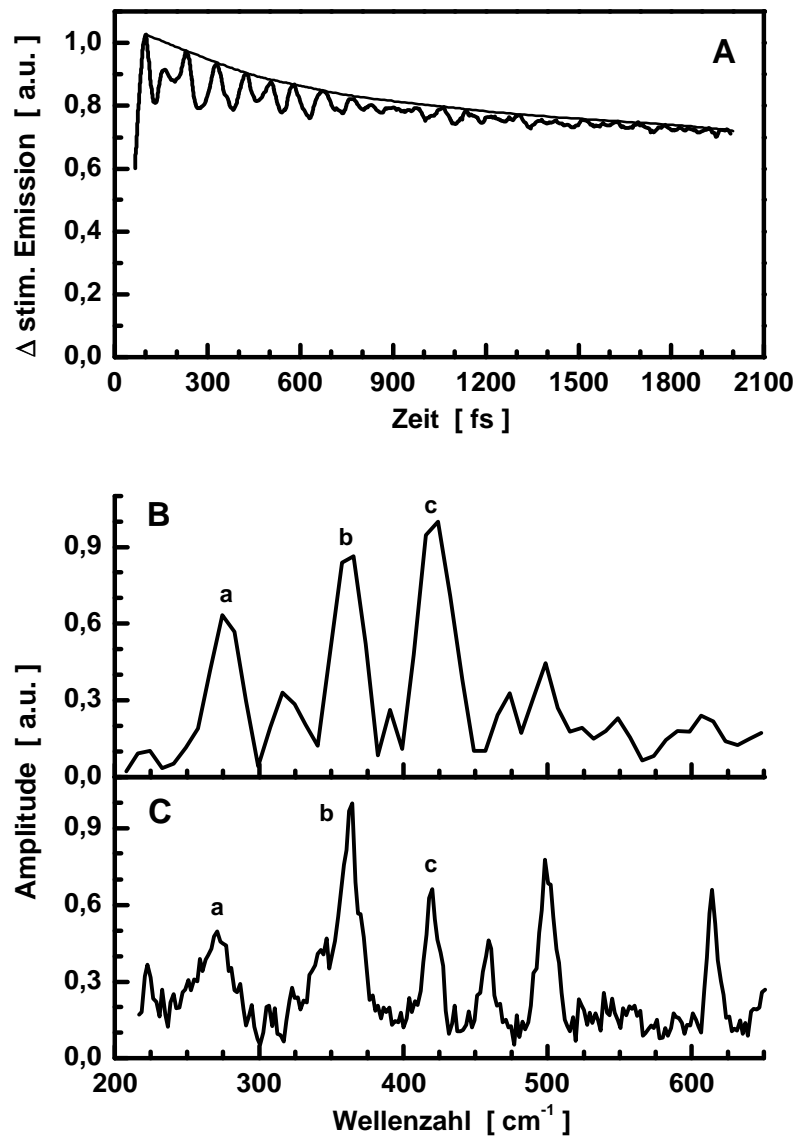 A
Δ stim. Emission [ a.u. ]
1,0
0,8
0,6
0,4
0,2
0,0
0 300 600 900 1200 1500 1800 2100
Zeit [ fs ]
B
a
b
c
0,9
0,6
0,3
0,0
Amplitude [ a.u. ]
C
a
b
c
0,9
0,6
0,3
0,0
200 300 400 500 600
Wellenzahl [ cm⁻¹ ]